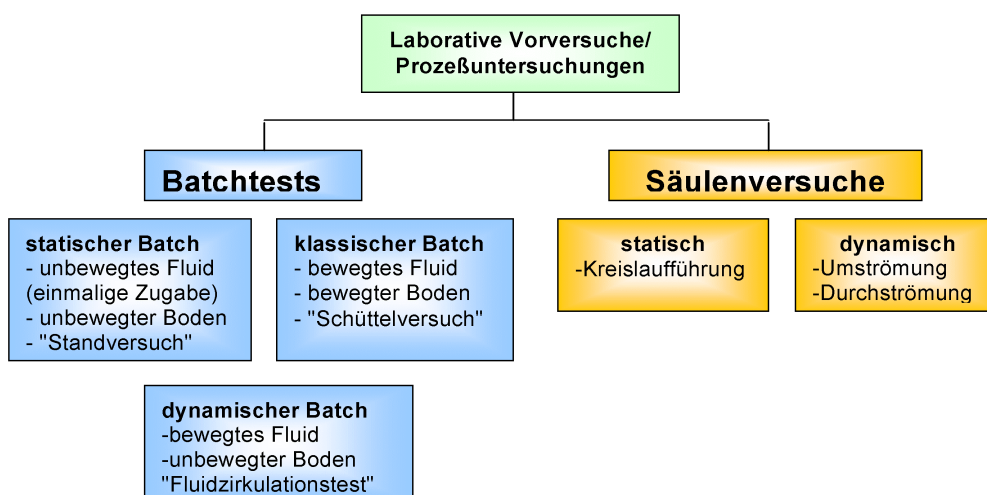 Laborative Vorversuche/
Prozeßuntersuchungen
Batchtests
Säulenversuche
statischer Batch
- unbewegtes Fluid
(einmalige Zugabe)
- unbewegter Boden
- "Standversuch"
klassischer Batch
- bewegtes Fluid
- bewegter Boden
- "Schüttelversuch"
statisch
-Kreislaufführung
dynamisch
-Umströmung
-Durchströmung
dynamischer Batch
-bewegtes Fluid
-unbewegter Boden
"Fluidzirkulationstest"